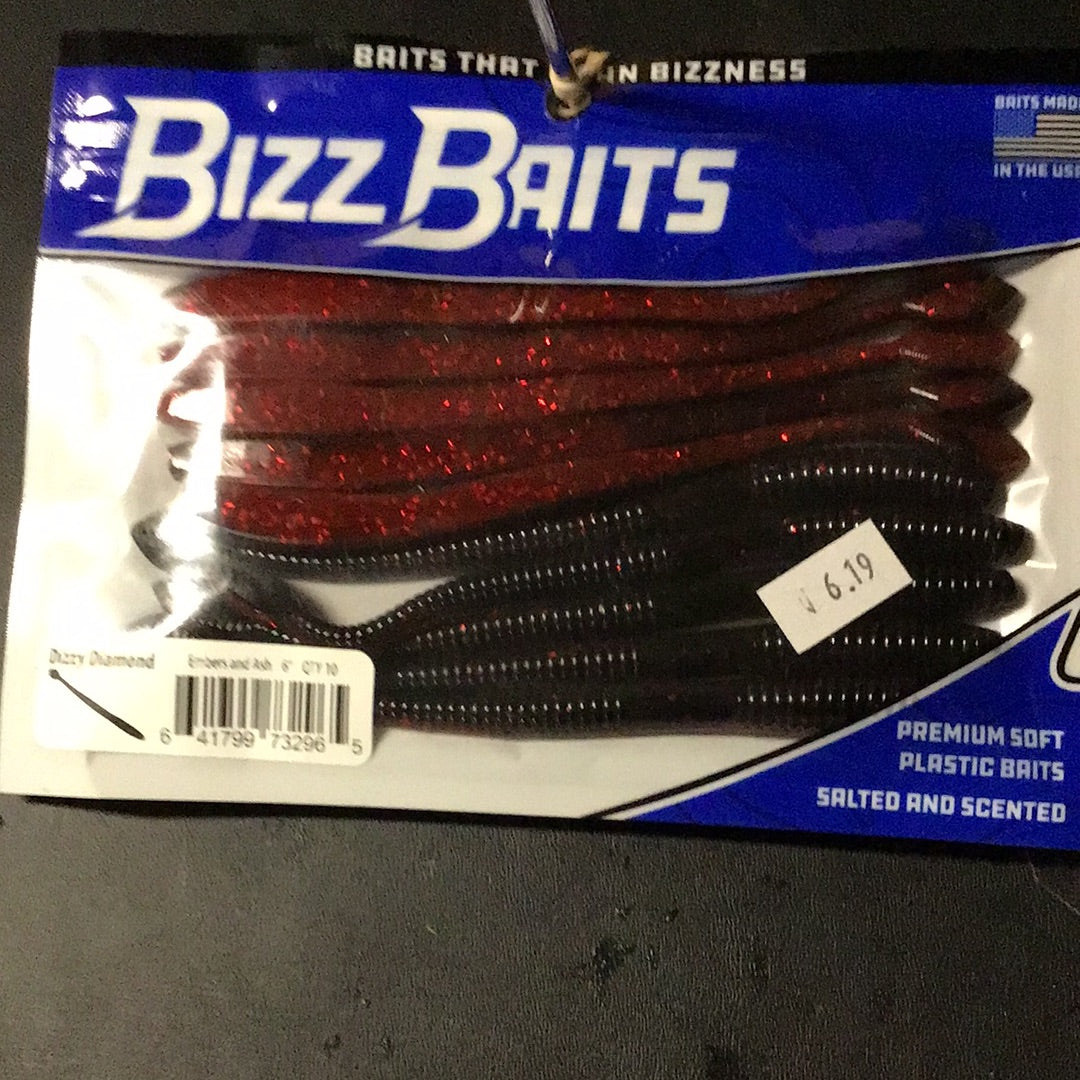 BAITS THAT IN BIZZNESS
BIZZ BAITS
BAITS MADE
IN THE USA
V 6.19
Dizzy Diamond
Embers and Ash 6" QTY 10
6 41799 73296 5
PREMIUM SOFT
PLASTIC BAITS
SALTED AND SCENTED